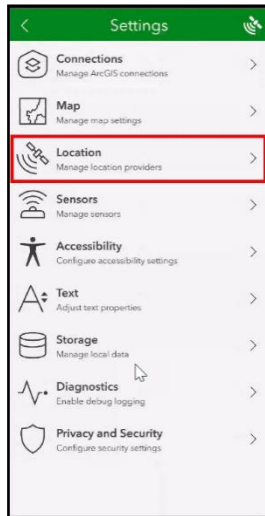 Settings
Connections
Manage ArcGIS connections
Map
Manage map settings
Location
Manage location providers
Sensors
Manage sensors
Accessibility
Configure accessibility settings
Text
Adjust text properties
Storage
Manage local data
Diagnostics
Enable debug logging
Privacy and Security
Configure security settings